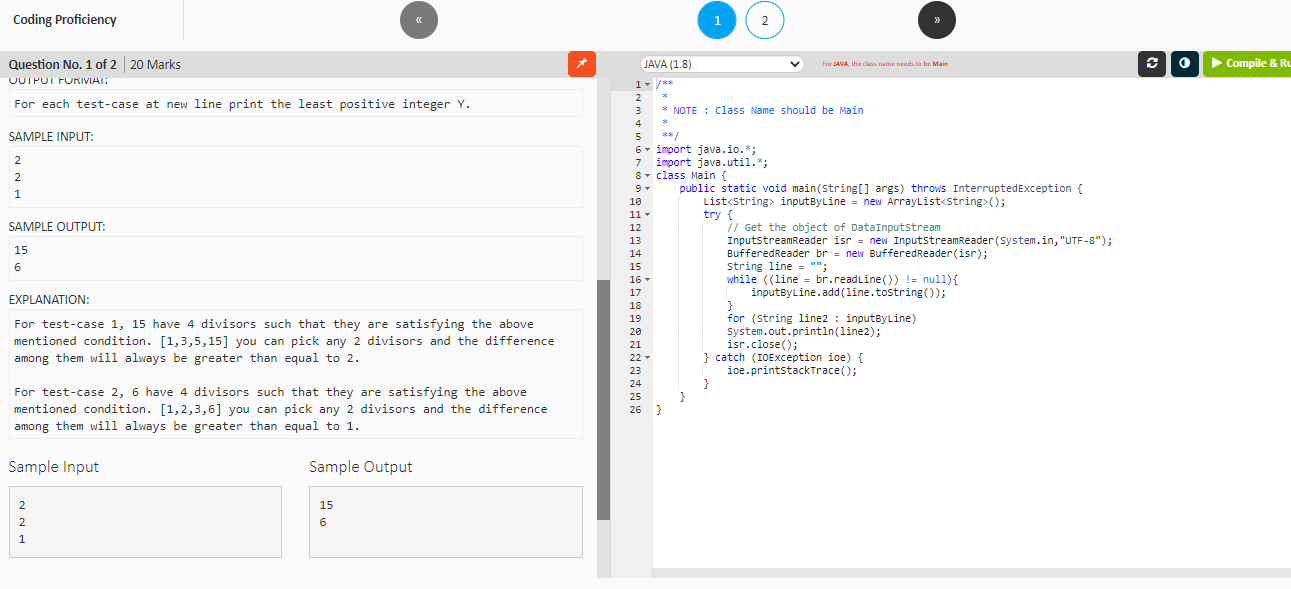 Coding Proficiency
«
1
2
»
Question No. 1 of 2
20 Marks
OUTPUT FORMAT:
For each test-case at new line print the least positive integer Y.
SAMPLE INPUT:
2
2
1
SAMPLE OUTPUT:
15
6
EXPLANATION:
For test-case 1, 15 have 4 divisors such that they are satisfying the above
mentioned condition. [1,3,5,15] you can pick any 2 divisors and the difference
among them will always be greater than equal to 2.
For test-case 2, 6 have 4 divisors such that they are satisfying the above
mentioned condition. [1,2,3,6] you can pick any 2 divisors and the difference
among them will always be greater than equal to 1.
Sample Input
2
2
1
Sample Output
15
6
JAVA (1.8)
For JAVA, the class name needs to be Main
Compile & Ru
1 /**
2 *
3 * NOTE : Class Name should be Main
4 *
5 **/
6 import java.io.*;
7 import java.util.*;
8 class Main {
9 public static void main(String[] args) throws InterruptedException {
10 List<String> inputByLine = new ArrayList<String>();
11 try {
12 // Get the object of DataInputStream
13 InputStreamReader isr = new InputStreamReader(System.in,"UTF-8");
14 BufferedReader br = new BufferedReader(isr);
15 String line = "";
16 while ((line = br.readLine()) != null){
17 inputByLine.add(line.toString());
18 }
19 for (String line2 : inputByLine)
20 System.out.println(line2);
21 isr.close();
22 } catch (IOException ioe) {
23 ioe.printStackTrace();
24 }
25 }
26 }